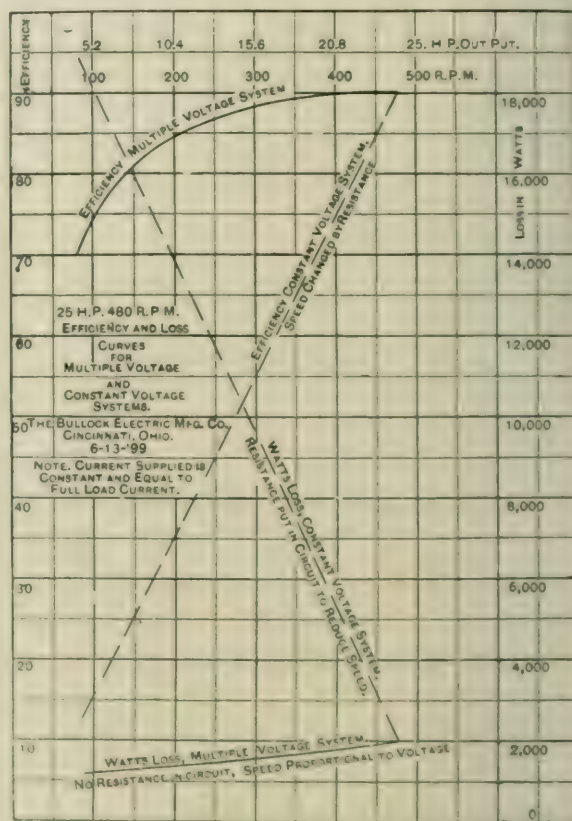 EFFICIENCY
5.2 10.4 15.6 20.8 25. H P. OUT PUT.
100 200 300 400 500 R.P.M.
90 18,000
EFFICIENCY MULTIPLE VOLTAGE SYSTEM
LOSS IN WATTS
80 16,000
EFFICIENCY CONSTANT VOLTAGE SYSTEM.
SPEED CHANGED BY RESISTANCE
70 14,000
25 H.P. 480 R.P.M.
EFFICIENCY AND LOSS
CURVES
FOR
MULTIPLE VOLTAGE
AND
CONSTANT VOLTAGE
SYSTEMS.
THE BULLOCK ELECTRIC MFG. CO.
CINCINNATI, OHIO.
6-13-'99
NOTE. CURRENT SUPPLIED IS
CONSTANT AND EQUAL TO
FULL LOAD CURRENT.
60 12,000
50 10,000
WATTS LOSS, CONSTANT VOLTAGE SYSTEM.
RESISTANCE PUT IN CIRCUIT TO REDUCE SPEED.
40 8,000
30 6,000
20 4,000
10 2,000
WATTS LOSS, MULTIPLE VOLTAGE SYSTEM.
NO RESISTANCE IN CIRCUIT, SPEED PROPORTIONAL TO VOLTAGE
0